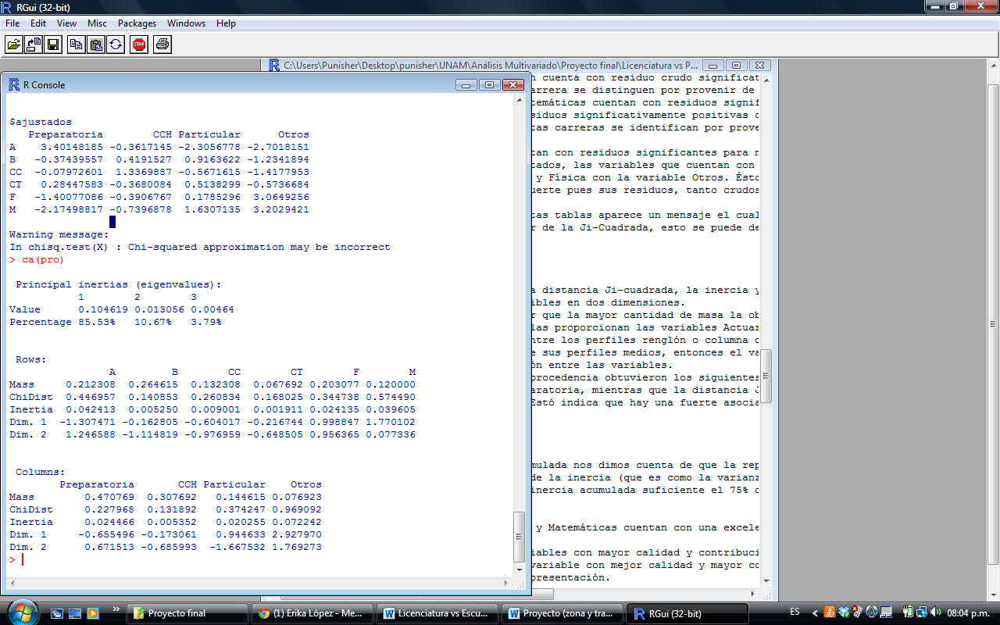 RGui (32-bit)
File Edit View Misc Packages Windows Help
C:\Users\Punisher\Desktop\punisher\UNAM\Análisis Multivariado\Proyecto final\Licenciatura vs P...
R Console
$ajustados
Preparatoria CCH Particular Otros
A 3.40148185 -0.3617145 -2.3056778 -2.7018151
B -0.37439557 0.4191527 0.9163622 -1.2341894
CC -0.07972601 1.3369887 -0.5671615 -1.4177953
CT 0.28447583 -0.3680084 0.5138299 -0.5736684
F -1.40077086 -0.3906767 0.1785296 3.0649256
M -2.17498817 -0.7396878 1.6307135 3.2029421
Warning message:
In chisq.test(X) : Chi-squared approximation may be incorrect
> ca(pro)
Principal inertias (eigenvalues):
1 2 3
Value 0.104619 0.013056 0.00464
Percentage 85.53% 10.67% 3.79%
Rows:
A B CC CT F M
Mass 0.212308 0.264615 0.132308 0.067692 0.203077 0.120000
ChiDist 0.446957 0.140853 0.260834 0.168025 0.344738 0.574490
Inertia 0.042413 0.005250 0.009001 0.001911 0.024135 0.039605
Dim. 1 -1.307471 -0.162805 -0.604017 -0.216744 0.998847 1.770102
Dim. 2 1.246588 -1.114819 -0.976959 -0.648505 0.956365 0.077336
Columns:
Preparatoria CCH Particular Otros
Mass 0.470769 0.307692 0.144615 0.076923
ChiDist 0.227968 0.131892 0.374247 0.969092
Inertia 0.024466 0.005352 0.020255 0.072242
Dim. 1 -0.655496 -0.173061 0.944633 2.927970
Dim. 2 0.671513 -0.685993 -1.667532 1.769273
>
cuenta con residuo crudo significat
se distinguen por provenir de
cuentan con residuos signif
significativamente positivas
carreras se identifican por prove
con residuos significantes para
las variables que cuentan con
y Física con la variable Otros. Ésto
pues sus residuos, tanto crudos
tablas aparece un mensaje el cual
de la Ji-Cuadrada, esto se puede de
distancia Ji-cuadrada, la inercia y
en dos dimensiones.
que la mayor cantidad de masa la ob
las proporcionan las variables Actuar
los perfiles renglón o columna
sus perfiles medios, entonces el va
entre las variables.
procedencia obtuvieron los siguientes
mientras que la distancia J
Estó indica que hay una fuerte asocia
nos dimos cuenta de que la rep
de la inercia (que es como la varianz
inercia acumulada suficiente el 75%
y Matemáticas cuentan con una excele
con mayor calidad y contribuci
variable con mejor calidad y mayor co
Proyecto final
(1) Erika López - Me...
Licenciatura vs Escu...
Proyecto (zona y tra...
RGui (32-bit)
ES
08:04 p.m.